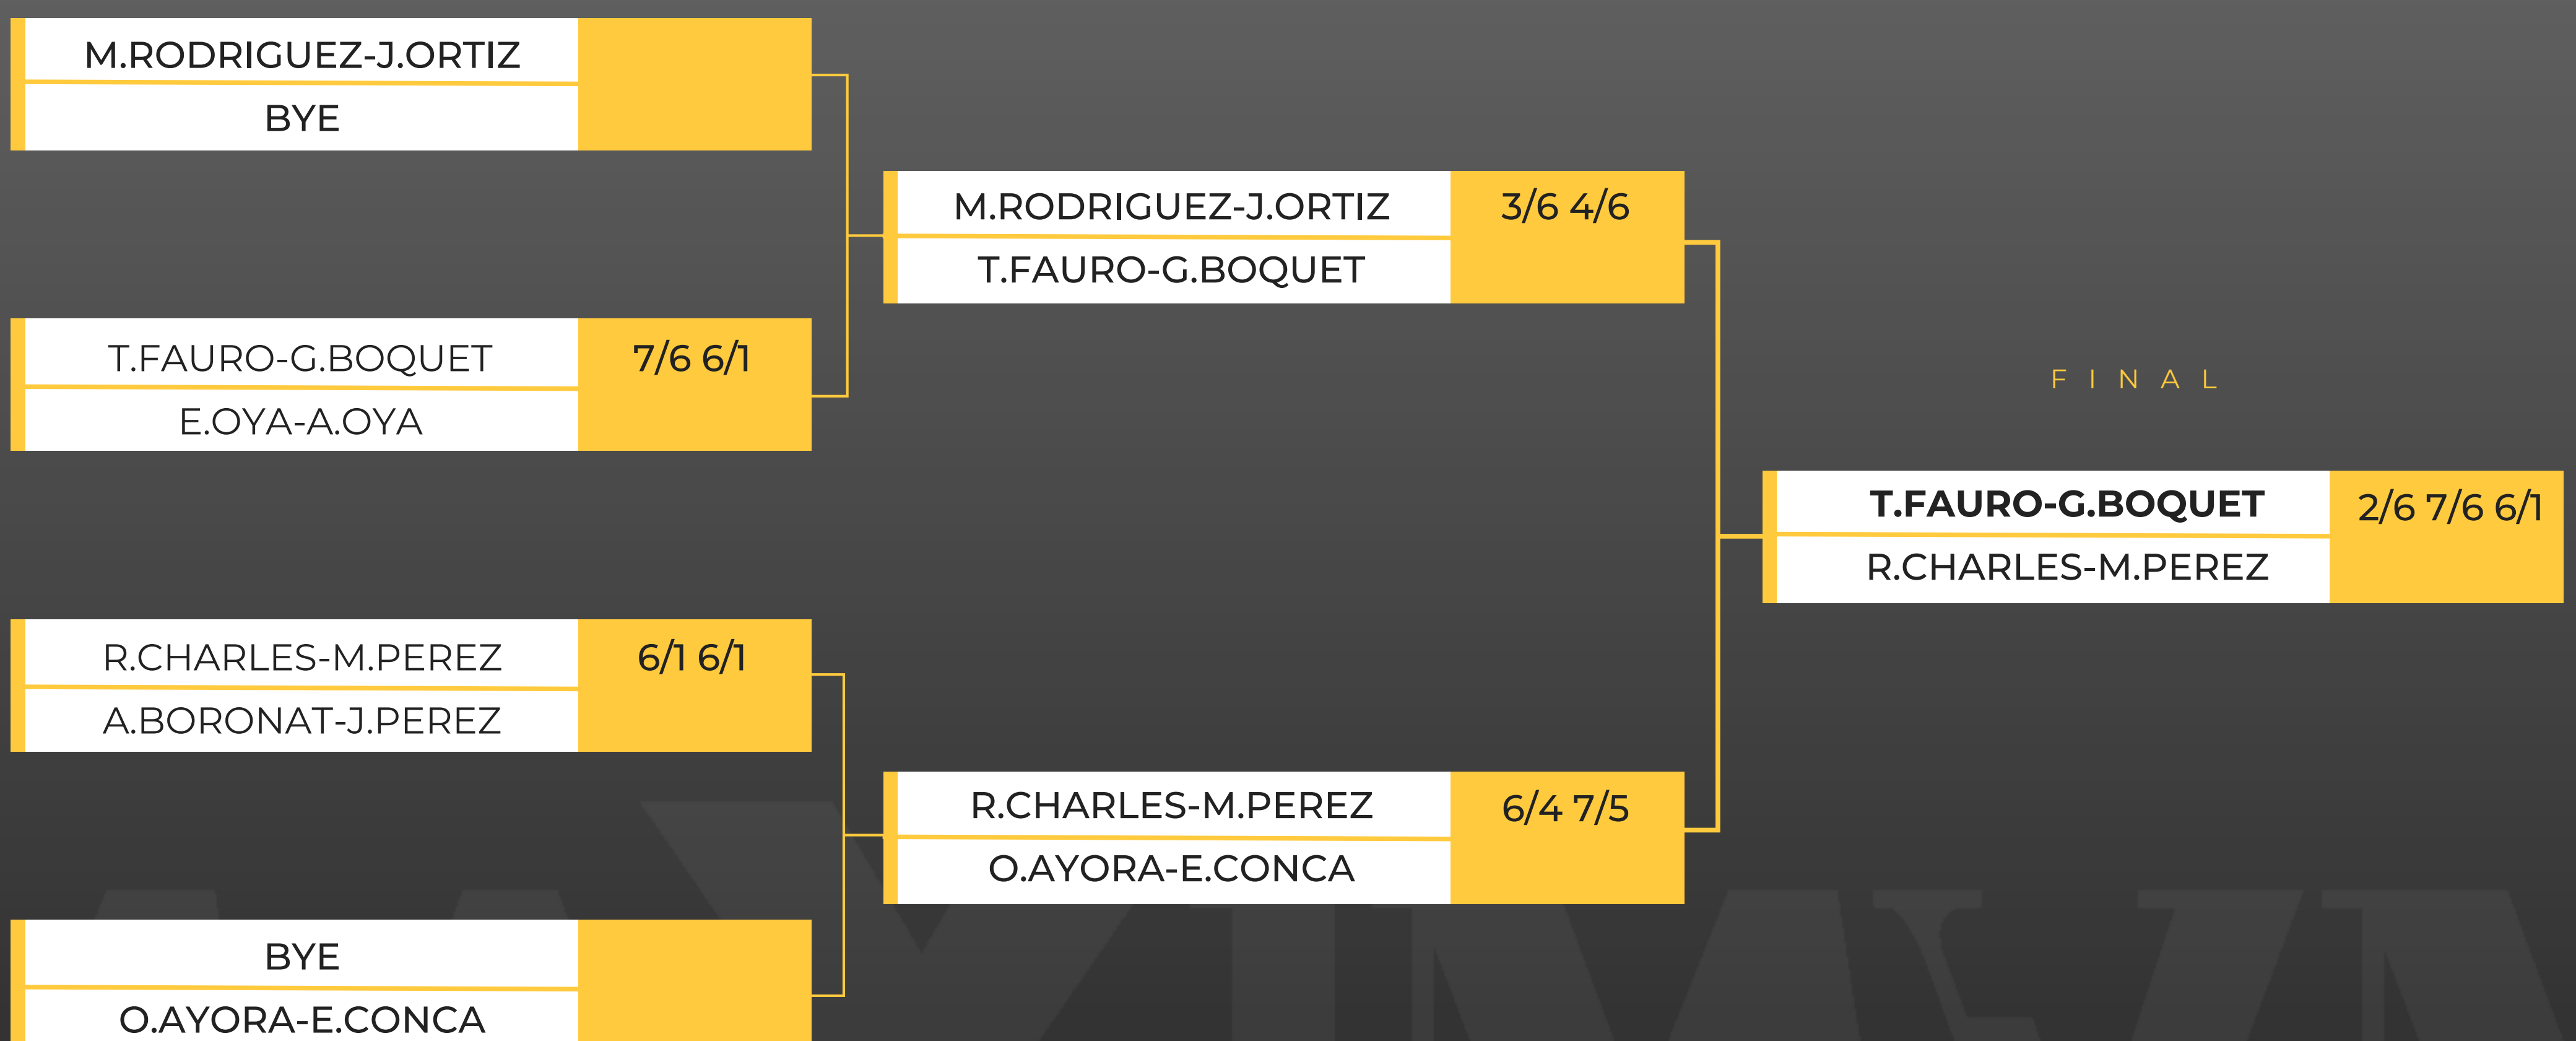 M.RODRIGUEZ-J.ORTIZ
BYE
T.FAURO-G.BOQUET 7/6 6/1
E.OYA-A.OYA
R.CHARLES-M.PEREZ 6/1 6/1
A.BORONAT-J.PEREZ
BYE
O.AYORA-E.CONCA
M.RODRIGUEZ-J.ORTIZ 3/6 4/6
T.FAURO-G.BOQUET
R.CHARLES-M.PEREZ 6/4 7/5
O.AYORA-E.CONCA
FINAL
T.FAURO-G.BOQUET 2/6 7/6 6/1
R.CHARLES-M.PEREZ